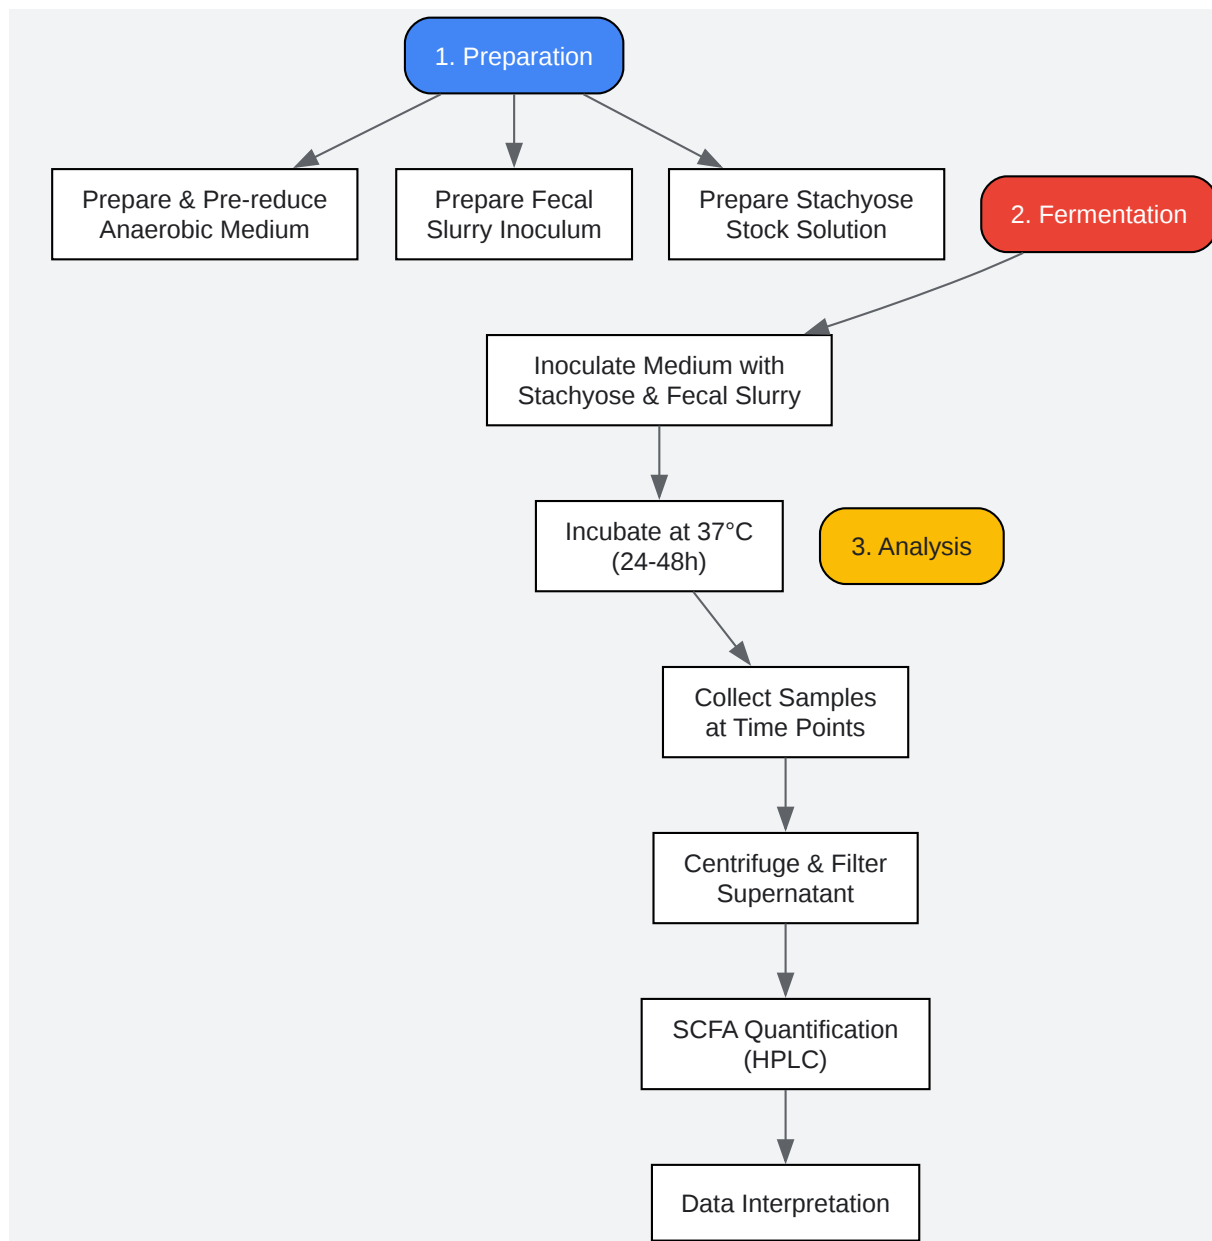 1. Preparation
Prepare & Pre-reduce
Anaerobic Medium
Prepare Fecal
Slurry Inoculum
Prepare Stachyose
Stock Solution
2. Fermentation
Inoculate Medium with
Stachyose & Fecal Slurry
Incubate at 37°C
(24-48h)
3. Analysis
Collect Samples
at Time Points
Centrifuge & Filter
Supernatant
SCFA Quantification
(HPLC)
Data Interpretation